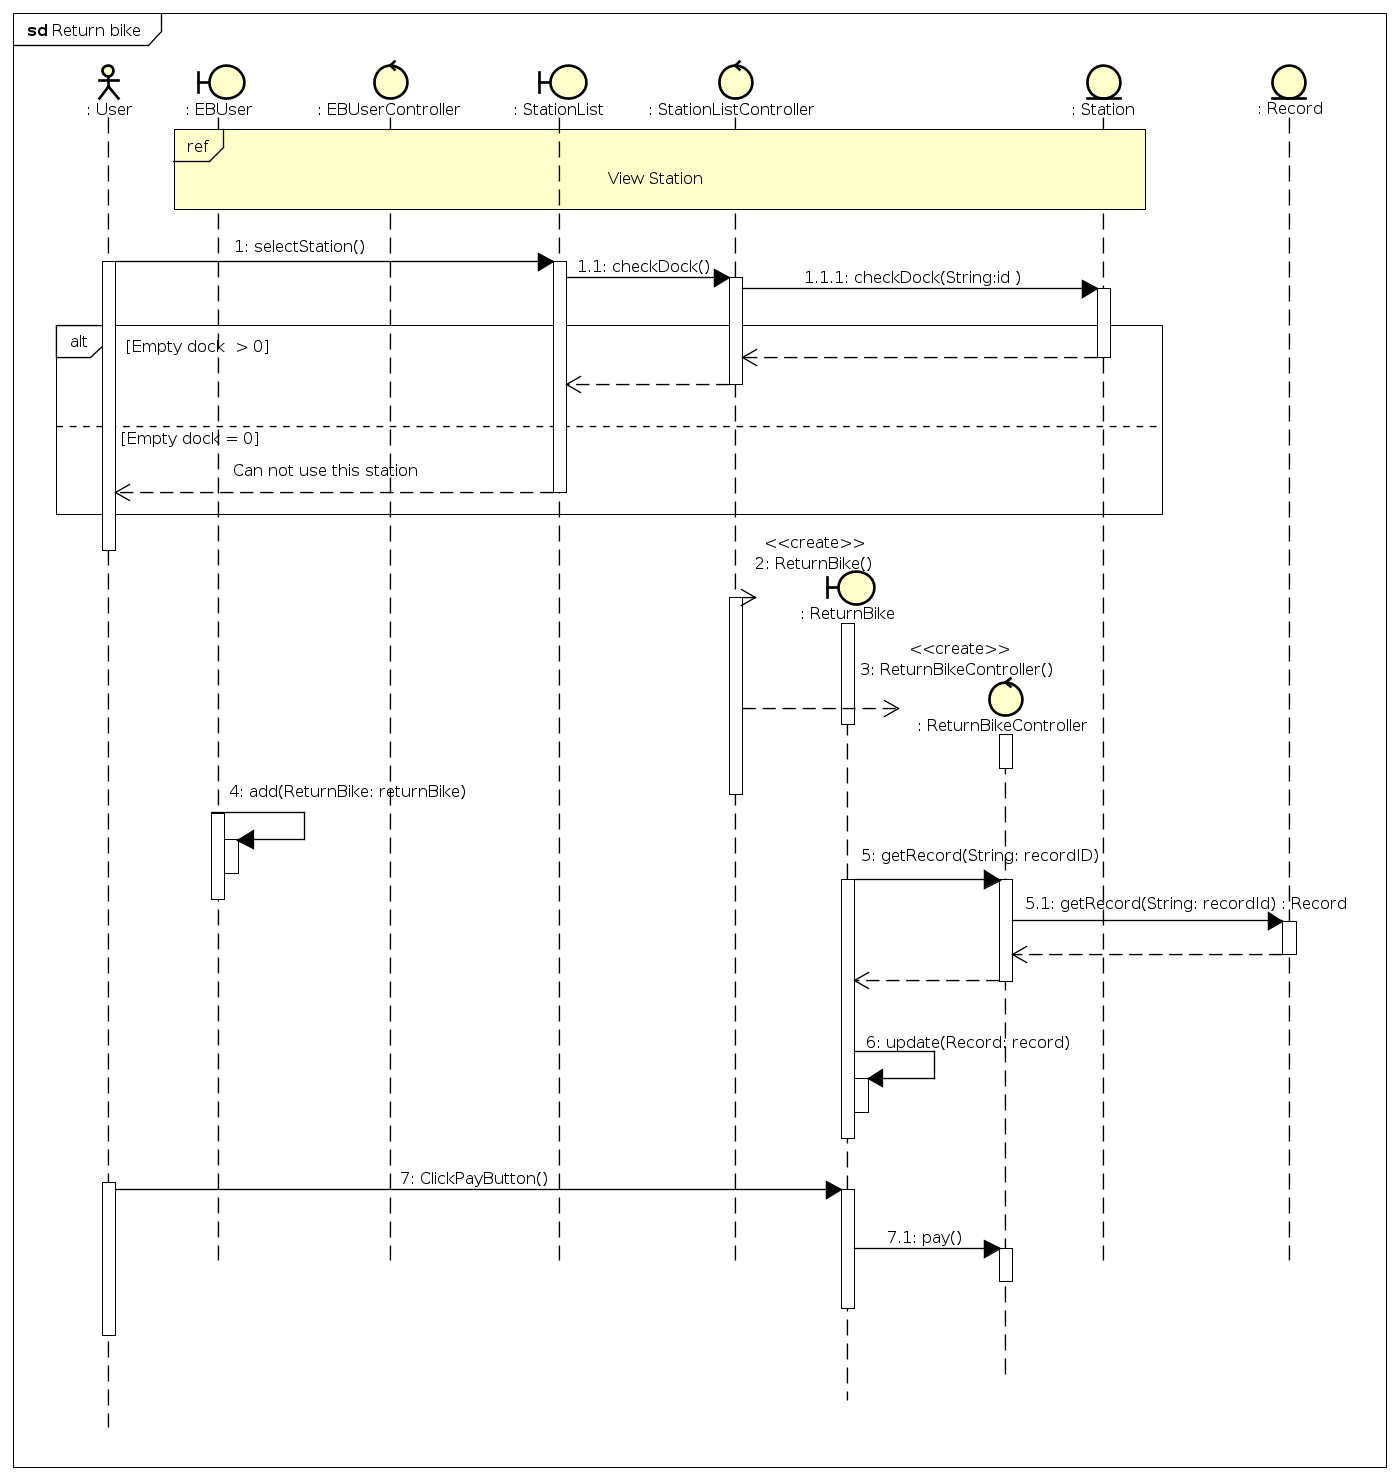 sd Return bike
: User
: EBUser
: EBUserController
: StationList
: StationListController
: Station
: Record
ref
View Station
1: selectStation()
1.1: checkDock()
1.1.1: checkDock(String:id )
alt
[Empty dock  > 0]
[Empty dock = 0]
Can not use this station
<<create>>
2: ReturnBike()
: ReturnBike
<<create>>
3: ReturnBikeController()
: ReturnBikeController
4: add(ReturnBike: returnBike)
5: getRecord(String: recordID)
5.1: getRecord(String: recordId) : Record
6: update(Record: record)
7: ClickPayButton()
7.1: pay()